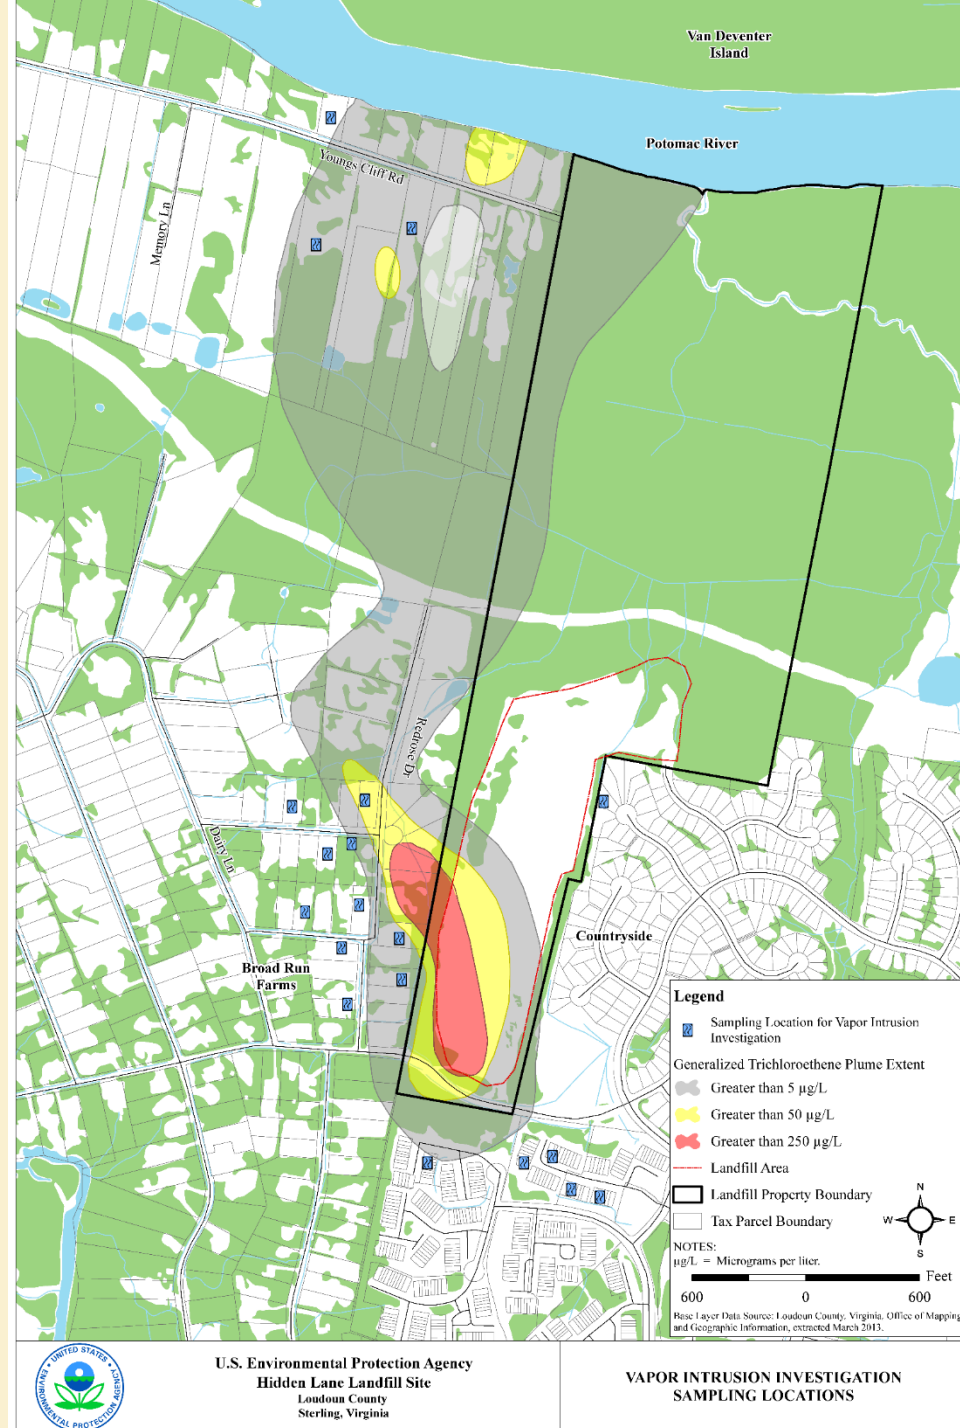 Van Deventer
Island
Potomac River
Youngs Cliff Rd
Memory Ln
Redrose Dr
Dairy Ln
Countryside
Broad Run
Farms
Legend
Sampling Location for Vapor Intrusion
Investigation
Generalized Trichloroethene Plume Extent
Greater than 5 µg/L
Greater than 50 µg/L
Greater than 250 µg/L
Landfill Area
Landfill Property Boundary
Tax Parcel Boundary
N
W
E
S
NOTES:
µg/L = Micrograms per liter.
Feet
600 0 600
Base Layer Data Source: Loudoun County, Virginia, Office of Mapping
and Geographic Information, extracted March 2013.
UNITED STATES
ENVIRONMENTAL PROTECTION AGENCY
U.S. Environmental Protection Agency
Hidden Lane Landfill Site
Loudoun County
Sterling, Virginia
VAPOR INTRUSION INVESTIGATION
SAMPLING LOCATIONS